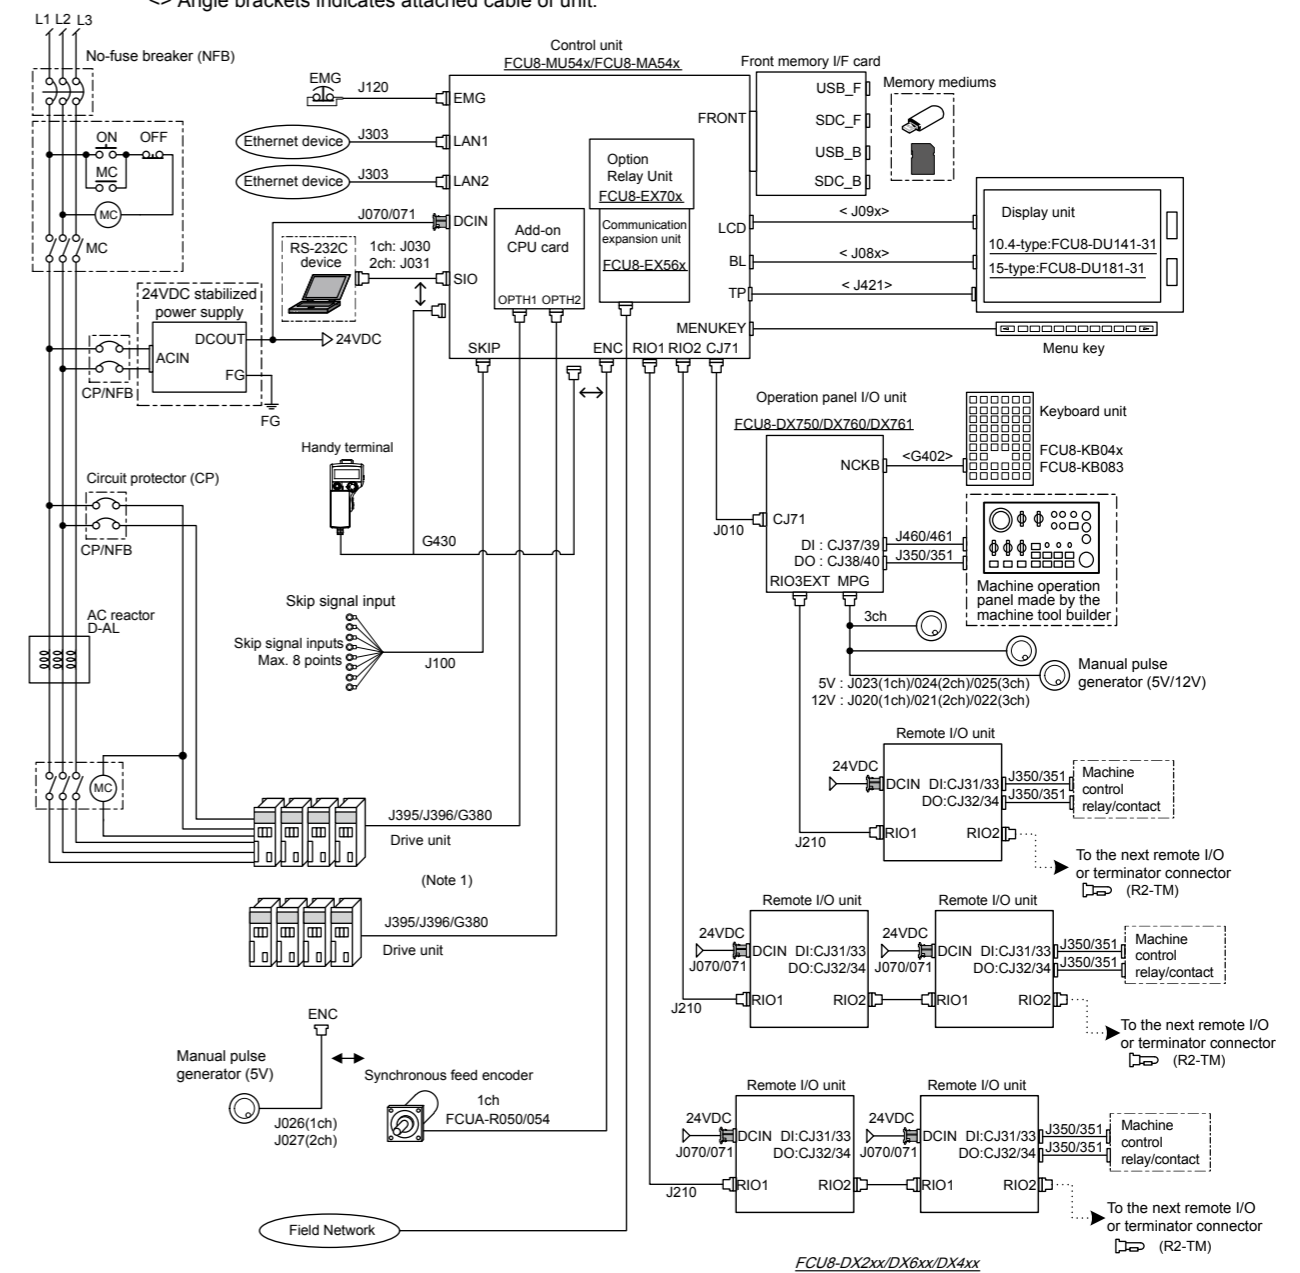 <> Angle brackets indicates attached cable or unit.
L1 L2 L3
No-fuse breaker (NFB)
ON
OFF
MC
MC
MC
24VDC stabilized
power supply
DCOUT
ACIN
FG
FG
CP/NFB
24VDC
Circuit protector (CP)
CP/NFB
AC reactor
D-AL
MC
Control unit
FCU8-MU54x/FCU8-MA54x
EMG
J120
EMG
Ethernet device
J303
LAN1
Ethernet device
J303
LAN2
J070/071
DCIN
RS-232C
device
1ch: J030
2ch: J031
SIO
Add-on
CPU card
OPTH1 OPTH2
Option
Relay Unit
FCU8-EX70x
Communication
expansion unit
FCU8-EX56x
SKIP
ENC
RIO1
RIO2
CJ71
FRONT
LCD
BL
TP
MENUKEY
Front memory I/F card
USB_F
SDC_F
USB_B
SDC_B
Memory mediums
< J09x>
< J08x>
< J421>
Display unit
10.4-type:FCU8-DU141-31
15-type:FCU8-DU181-31
Menu key
Operation panel I/O unit
FCU8-DX750/DX760/DX761
NCKB
<G402>
Keyboard unit
FCU8-KB04x
FCU8-KB083
J010
CJ71
DI : CJ37/39
DO : CJ38/40
J460/461
J350/351
RIO3EXT MPG
Machine operation
panel made by the
machine tool builder
3ch
Manual pulse
generator (5V/12V)
5V : J023(1ch)/024(2ch)/025(3ch)
12V : J020(1ch)/021(2ch)/022(3ch)
Handy terminal
G430
Skip signal input
Skip signal inputs
Max. 8 points
J100
J395/J396/G380
Drive unit
(Note 1)
J395/J396/G380
Drive unit
Remote I/O unit
24VDC
DCIN DI:CJ31/33
DO:CJ32/34
J350/351
J350/351
Machine
control
relay/contact
J210
RIO1
RIO2
To the next remote I/O
or terminator connector
(R2-TM)
Remote I/O unit
Remote I/O unit
24VDC
J070/071
DCIN DI:CJ31/33
DO:CJ32/34
24VDC
J070/071
DCIN DI:CJ31/33
DO:CJ32/34
J350/351
J350/351
Machine
control
relay/contact
J210
RIO1
RIO2
RIO1
RIO2
To the next remote I/O
or terminator connector
(R2-TM)
ENC
Manual pulse
generator (5V)
J026(1ch)
J027(2ch)
Synchronous feed encoder
1ch
FCUA-R050/054
Remote I/O unit
Remote I/O unit
24VDC
J070/071
DCIN DI:CJ31/33
DO:CJ32/34
24VDC
J070/071
DCIN DI:CJ31/33
DO:CJ32/34
J350/351
J350/351
Machine
control
relay/contact
J210
RIO1
RIO2
RIO1
RIO2
To the next remote I/O
or terminator connector
(R2-TM)
Field Network
FCU8-DX2xx/DX6xx/DX4xx